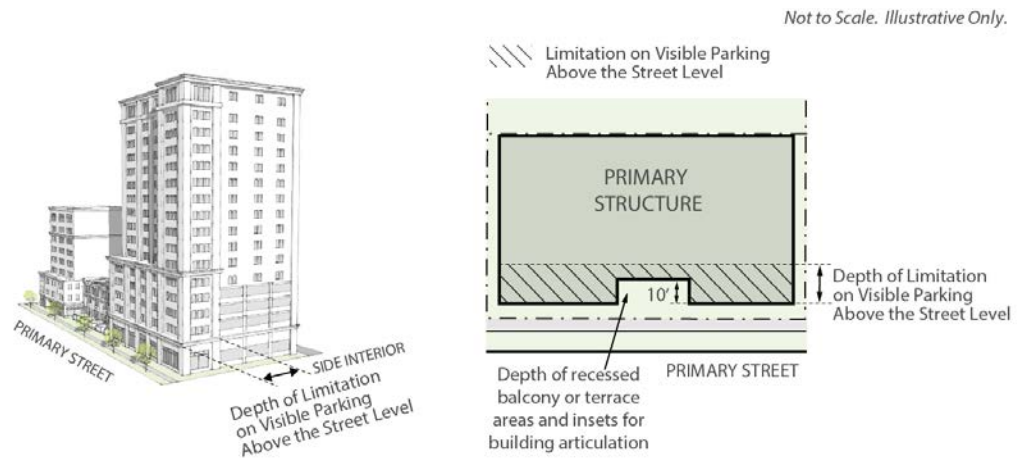 Not to Scale. Illustrative Only.
Limitation on Visible Parking
Above the Street Level
PRIMARY
STRUCTURE
10'
Depth of Limitation
on Visible Parking
Above the Street Level
PRIMARY STREET
Depth of recessed
balcony or terrace
areas and insets for
building articulation
PRIMARY STREET
SIDE INTERIOR
Depth of Limitation
on Visible Parking
Above the Street Level